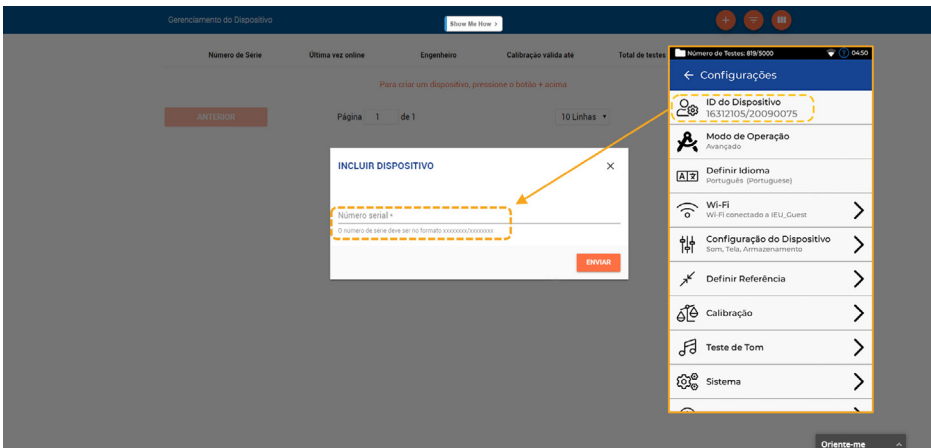 Gerenciamento do Dispositivo
Show Me How >
Número de Série Última vez online Engenheiro Calibração válida até Total de testes
Para criar um dispositivo, pressione o botão + acima
ANTERIOR Página 1 de 1 10 Linhas
INCLUIR DISPOSITIVO
Número serial *
O número de série deve ser no formato xxxxxxxx/xxxxxxxx
ENVIAR
Número de Testes: 819/5000 04:50
Configurações
ID do Dispositivo
16312105/20090075
Modo de Operação
Avançado
Definir Idioma
Português (Portuguese)
Wi-Fi
Wi-Fi conectado a IEU_Guest
Configuração do Dispositivo
Som, Tela, Armazenamento
Definir Referência
Calibração
Teste de Tom
Sistema
Oriente-me